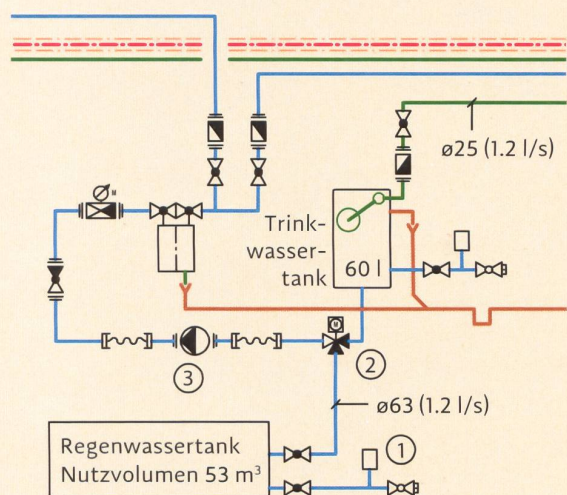 ø25 (1.2 l/s)
M
Trink-
wasser-
tank
60 l
M
2
3
ø63 (1.2 l/s)
1
Regenwassertank
Nutzvolumen 53 m³